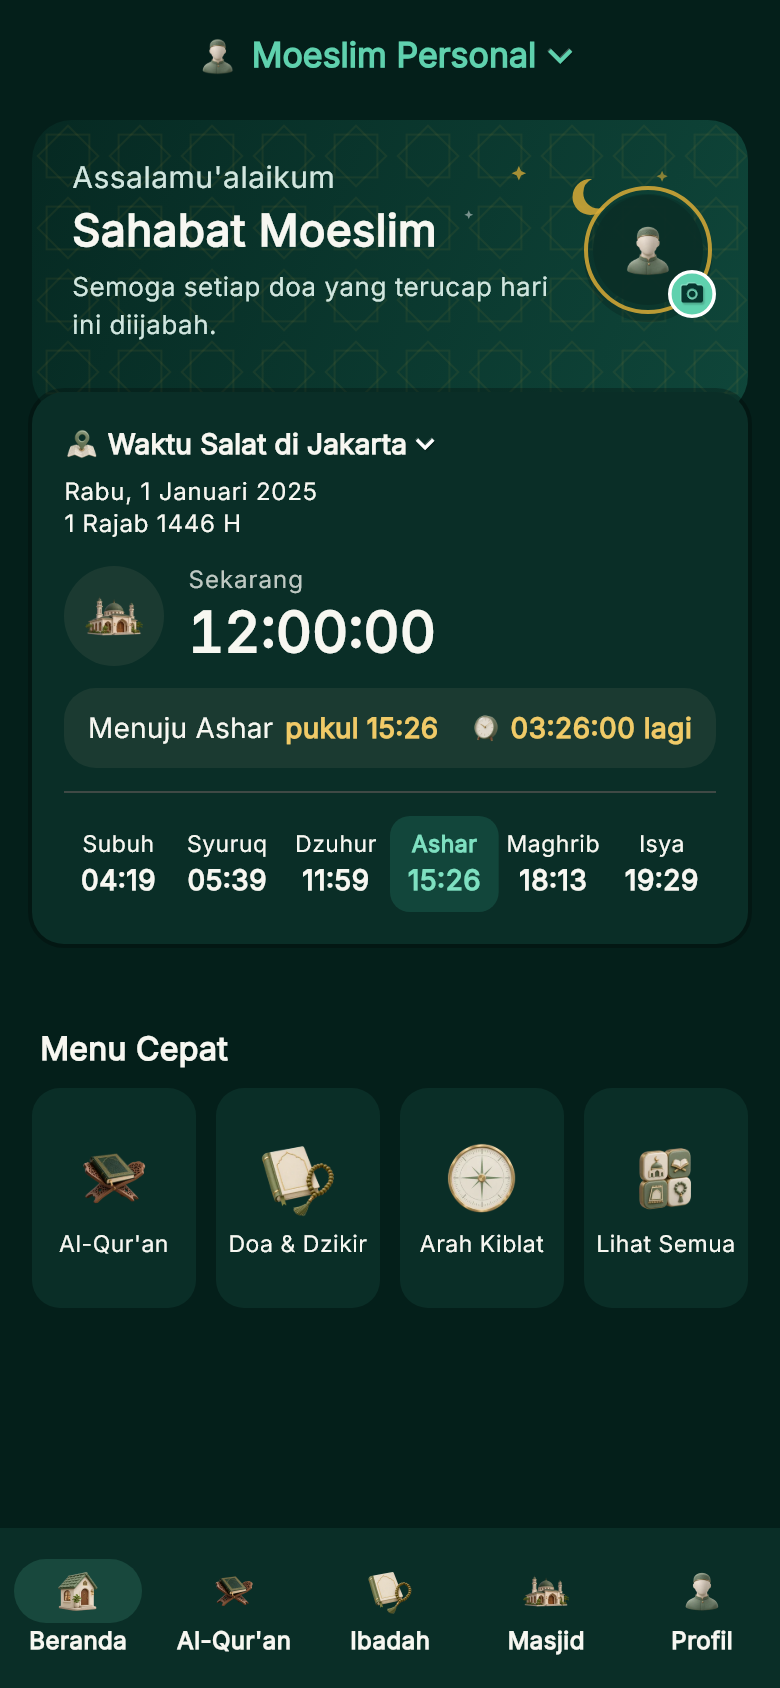 Moeslim Personal
Assalamu'alaikum
Sahabat Moeslim
Semoga setiap doa yang terucap hari
ini diijabah.
Waktu Salat di Jakarta
Rabu, 1 Januari 2025
1 Rajab 1446 H
Sekarang
12:00:00
Menuju Ashar pukul 15:26 03:26:00 lagi
Subuh Syuruq Dzuhur Ashar Maghrib Isya
04:19 05:39 11:59 15:26 18:13 19:29
Menu Cepat
Al-Qur'an Doa & Dzikir Arah Kiblat Lihat Semua
Beranda Al-Qur'an Ibadah Masjid Profil